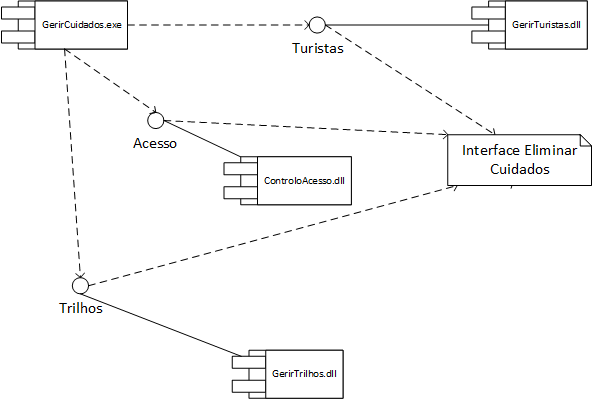 GerirCuidados.exe
GerirTuristas.dll
Turistas
Acesso
Interface Eliminar
Cuidados
ControloAcesso.dll
Trilhos
GerirTrilhos.dll